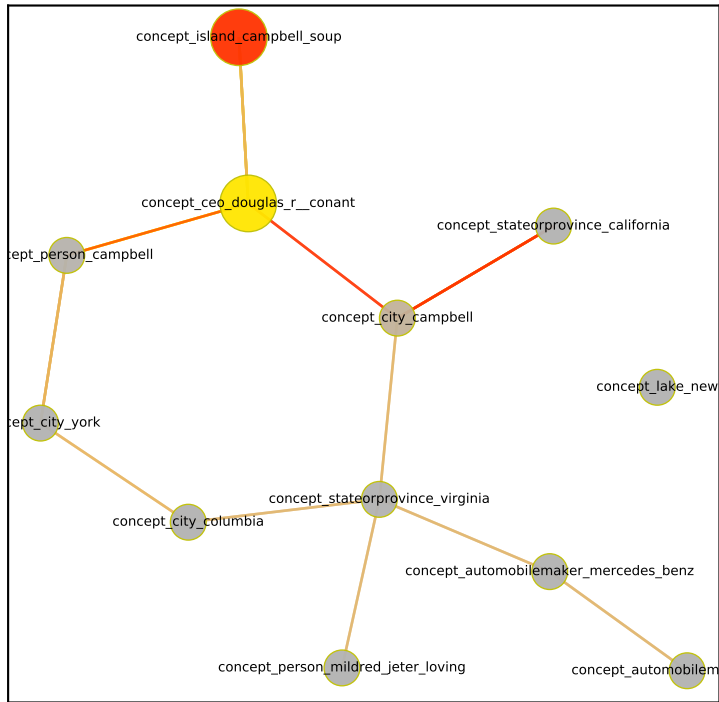 concept_island_campbell_soup
concept_ceo_douglas_r__conant
concept_stateorprovince_california
cept_person_campbell
concept_city_campbell
concept_lake_new
cept_city_york
concept_stateorprovince_virginia
concept_city_columbia
concept_automobilemaker_mercedes_benz
concept_person_mildred_jeter_loving
concept_automobilem